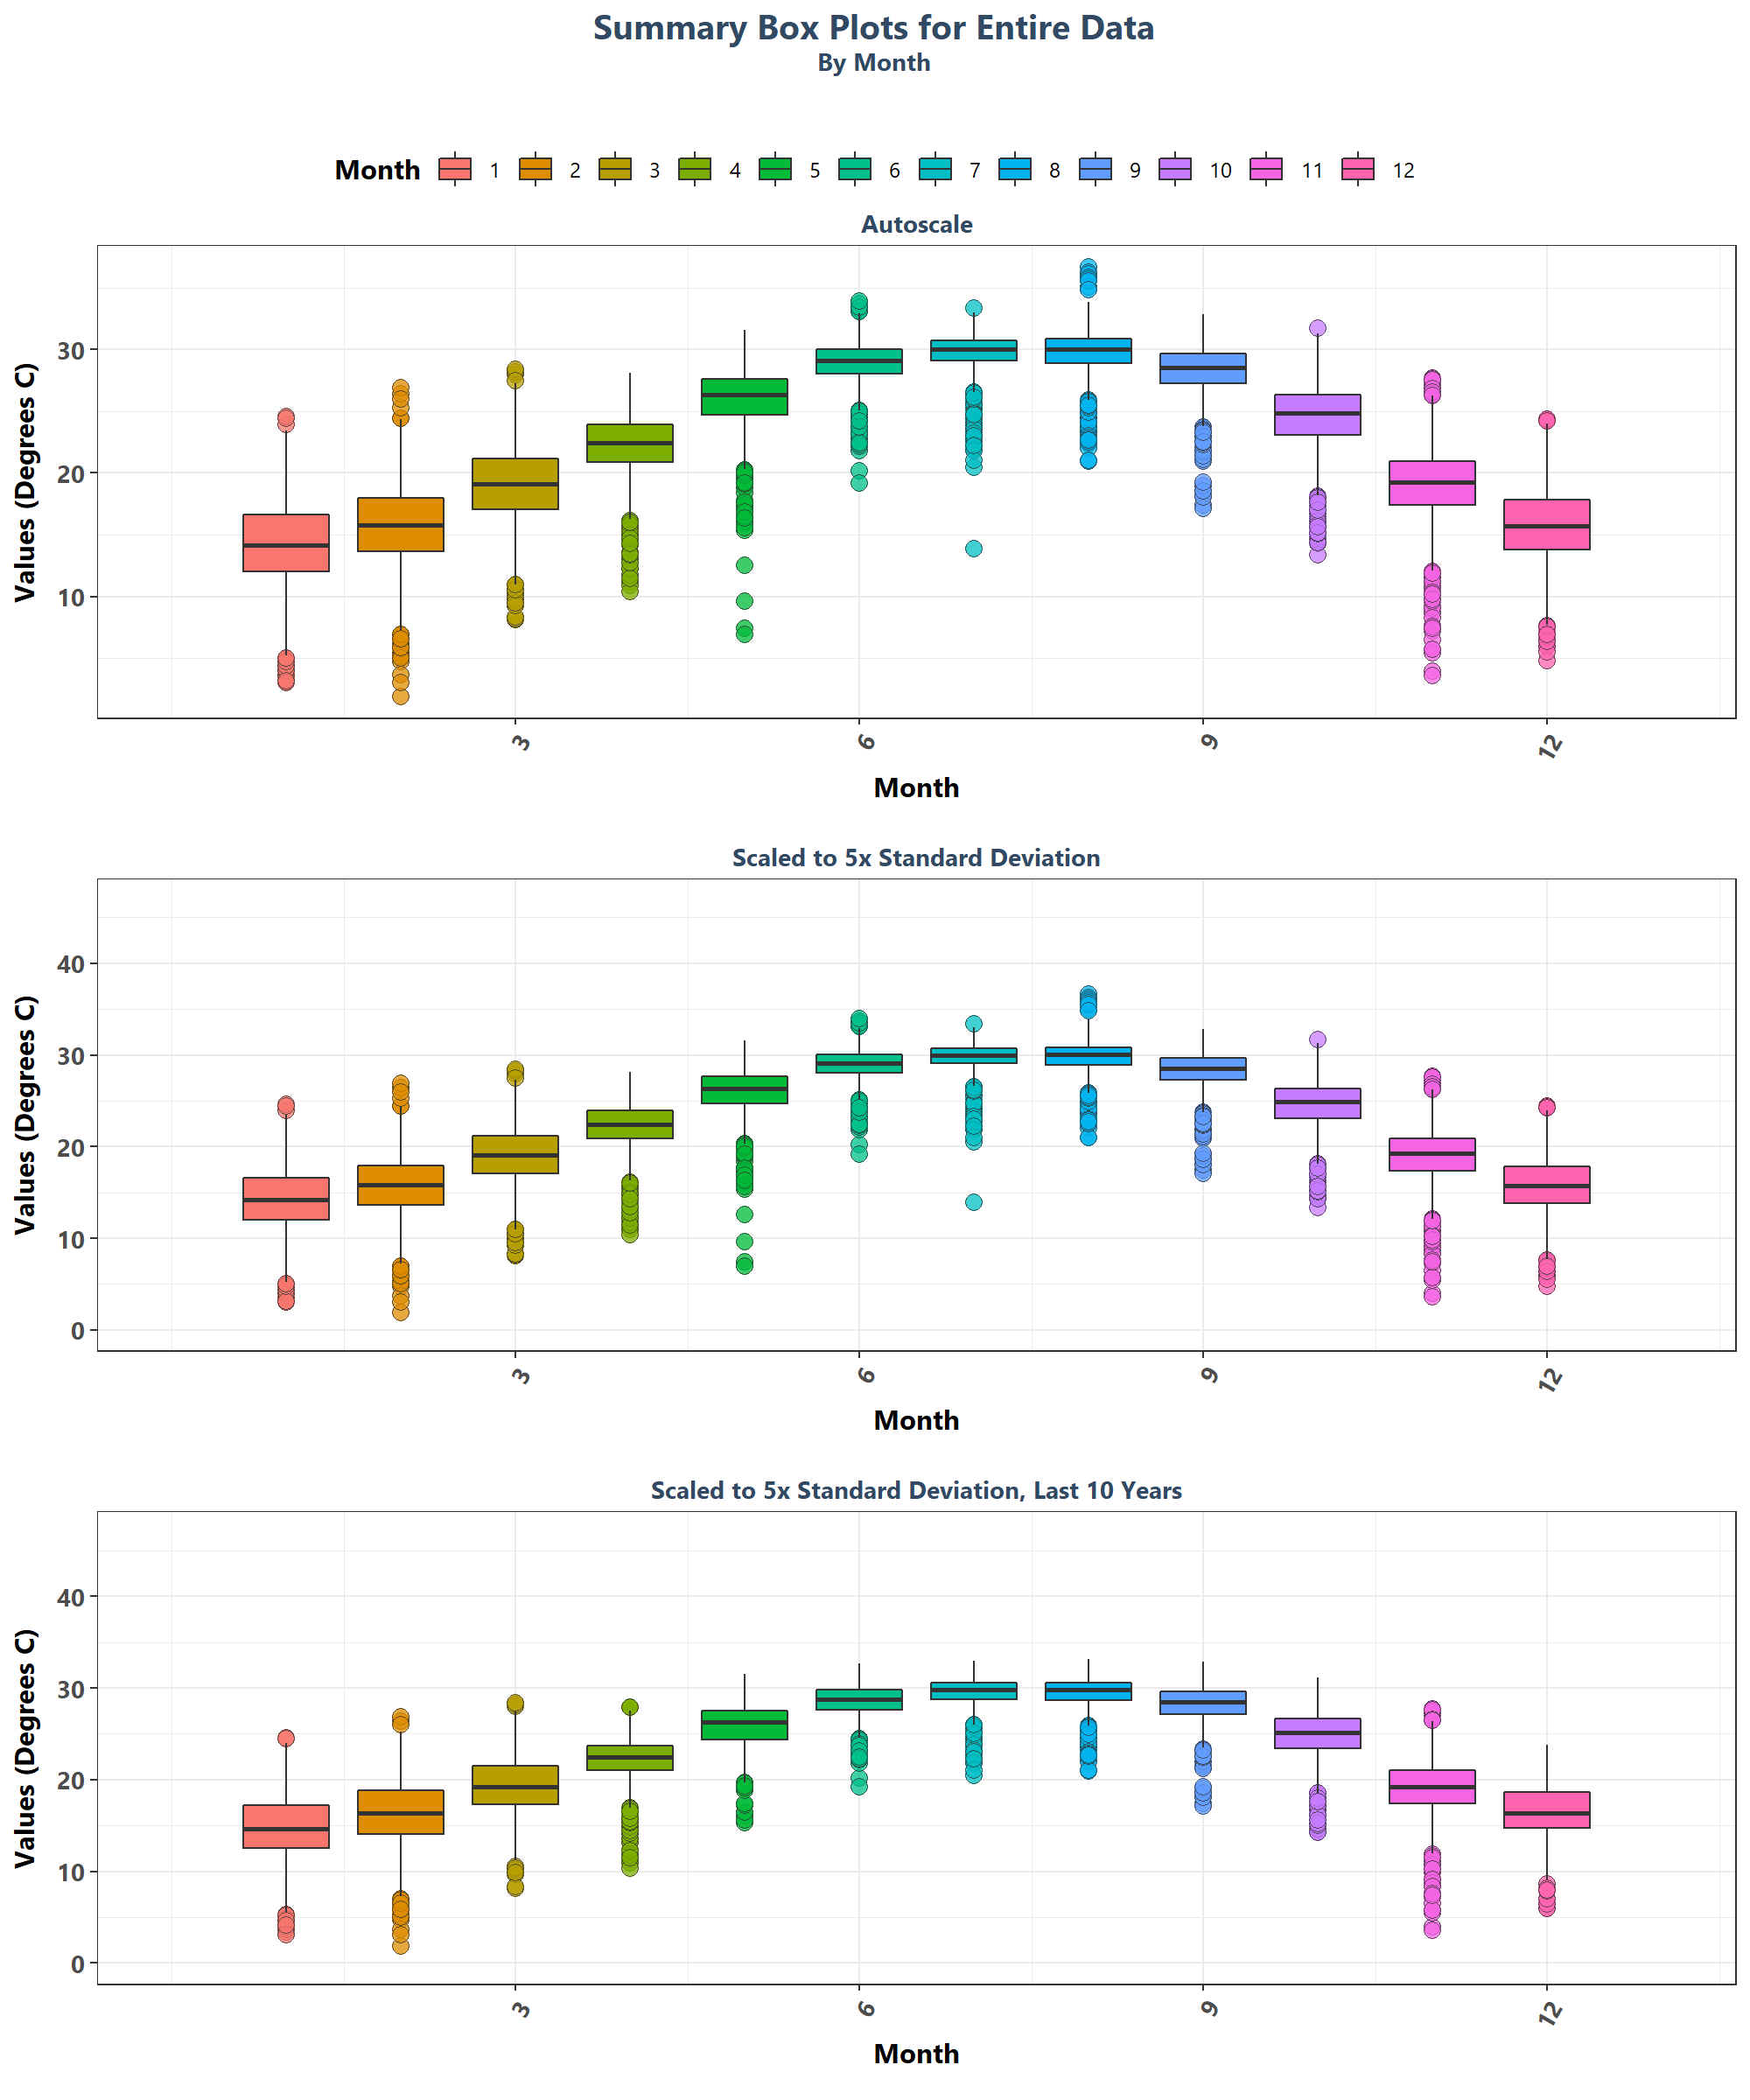 Summary Box Plots for Entire Data
By Month
Month 1 2 3 4 5 6 7 8 9 10 11 12
Autoscale
Values (Degrees C)
30
20
10
3 6 9 12
Month
Scaled to 5x Standard Deviation
Values (Degrees C)
40
30
20
10
0
3 6 9 12
Month
Scaled to 5x Standard Deviation, Last 10 Years
Values (Degrees C)
40
30
20
10
0
3 6 9 12
Month